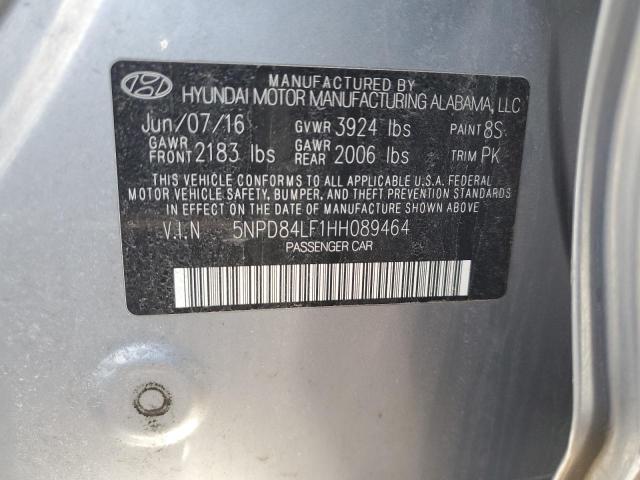 MANUFACTURED BY
HYUNDAI MOTOR MANUFACTURING ALABAMA, LLC
Jun/07/16 GVWR 3924 lbs PAINT 8S
GAWR FRONT 2183 lbs GAWR REAR 2006 lbs TRIM PK
THIS VEHICLE CONFORMS TO ALL APPLICABLE U.S.A. FEDERAL
MOTOR VEHICLE SAFETY, BUMPER, AND THEFT PREVENTION STANDARDS
IN EFFECT ON THE DATE OF MANUFACTURE SHOWN ABOVE.
V.I.N 5NPD84LF1HH089464
PASSENGER CAR